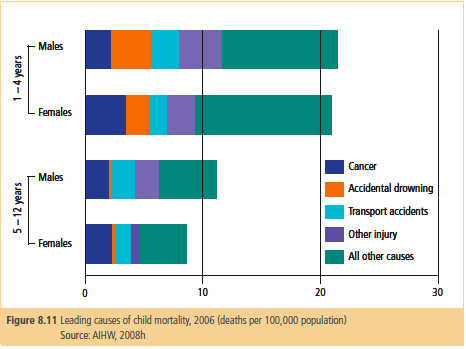 1 – 4 years
Males
Females
5 – 12 years
Males
Females
Cancer
Accidental drowning
Transport accidents
Other injury
All other causes
0 10 20 30
Figure 8.11 Leading causes of child mortality, 2006 (deaths per 100,000 population)
Source: AIHW, 2008h